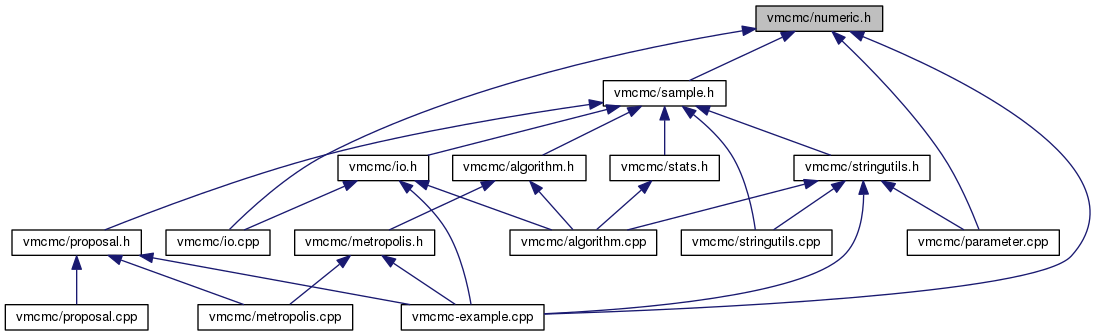 vmcmc/numeric.h
vmcmc/sample.h
vmcmc/io.h
vmcmc/algorithm.h
vmcmc/stats.h
vmcmc/stringutils.h
vmcmc/proposal.h
vmcmc/io.cpp
vmcmc/metropolis.h
vmcmc/algorithm.cpp
vmcmc/stringutils.cpp
vmcmc/parameter.cpp
vmcmc/proposal.cpp
vmcmc/metropolis.cpp
vmcmc-example.cpp